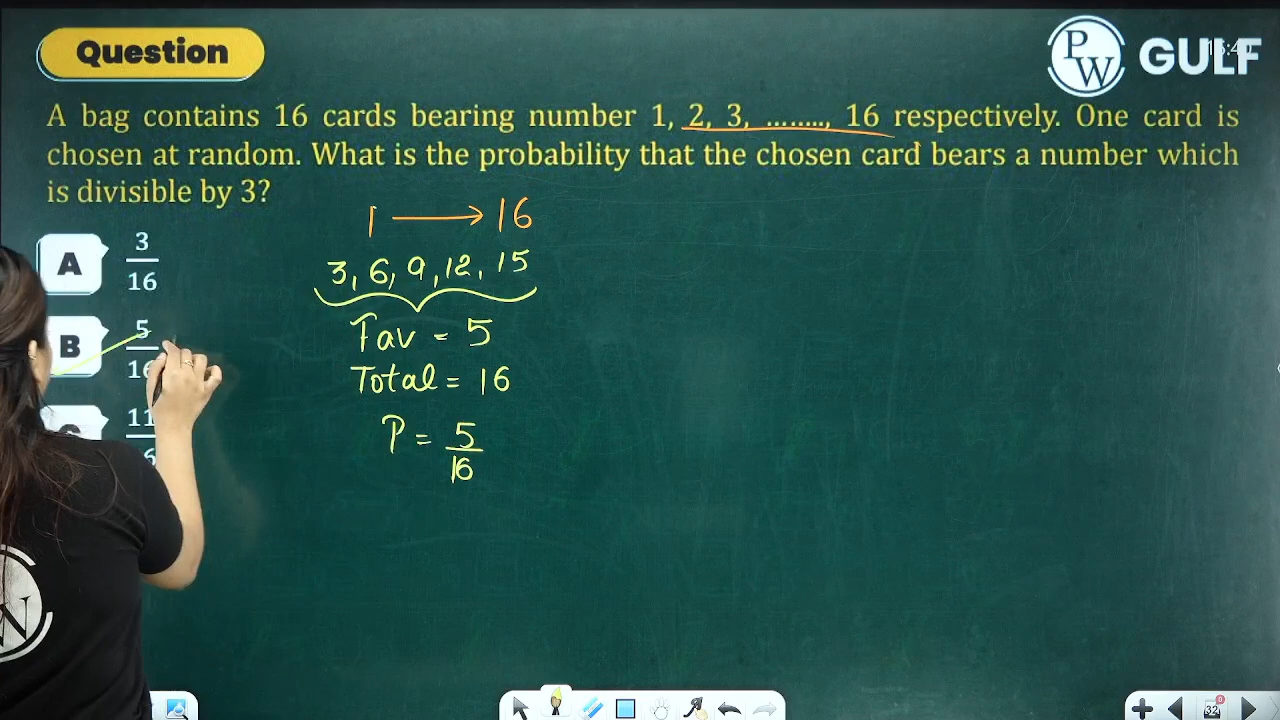 Question
PW GULF
A bag contains 16 cards bearing number 1, 2, 3, ........, 16 respectively. One card is
chosen at random. What is the probability that the chosen card bears a number which
is divisible by 3?
1 → 16
A 3/16
3, 6, 9, 12, 15
B 5/16
Fav = 5
Total = 16
11
P = 5/16
W
32